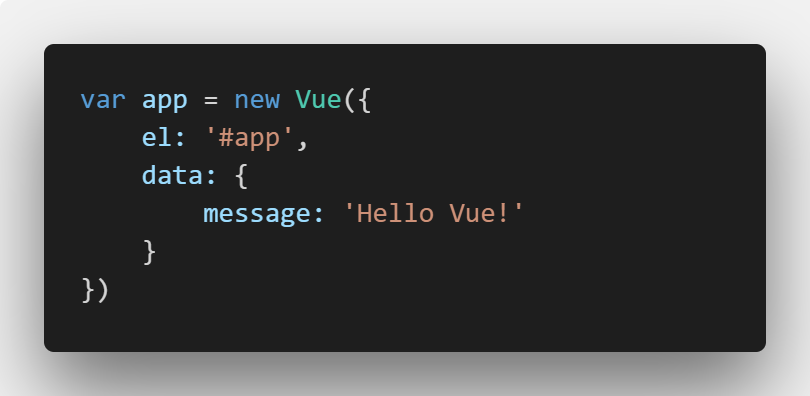 var app = new Vue({
    el: '#app',
    data: {
        message: 'Hello Vue!'
    }
})